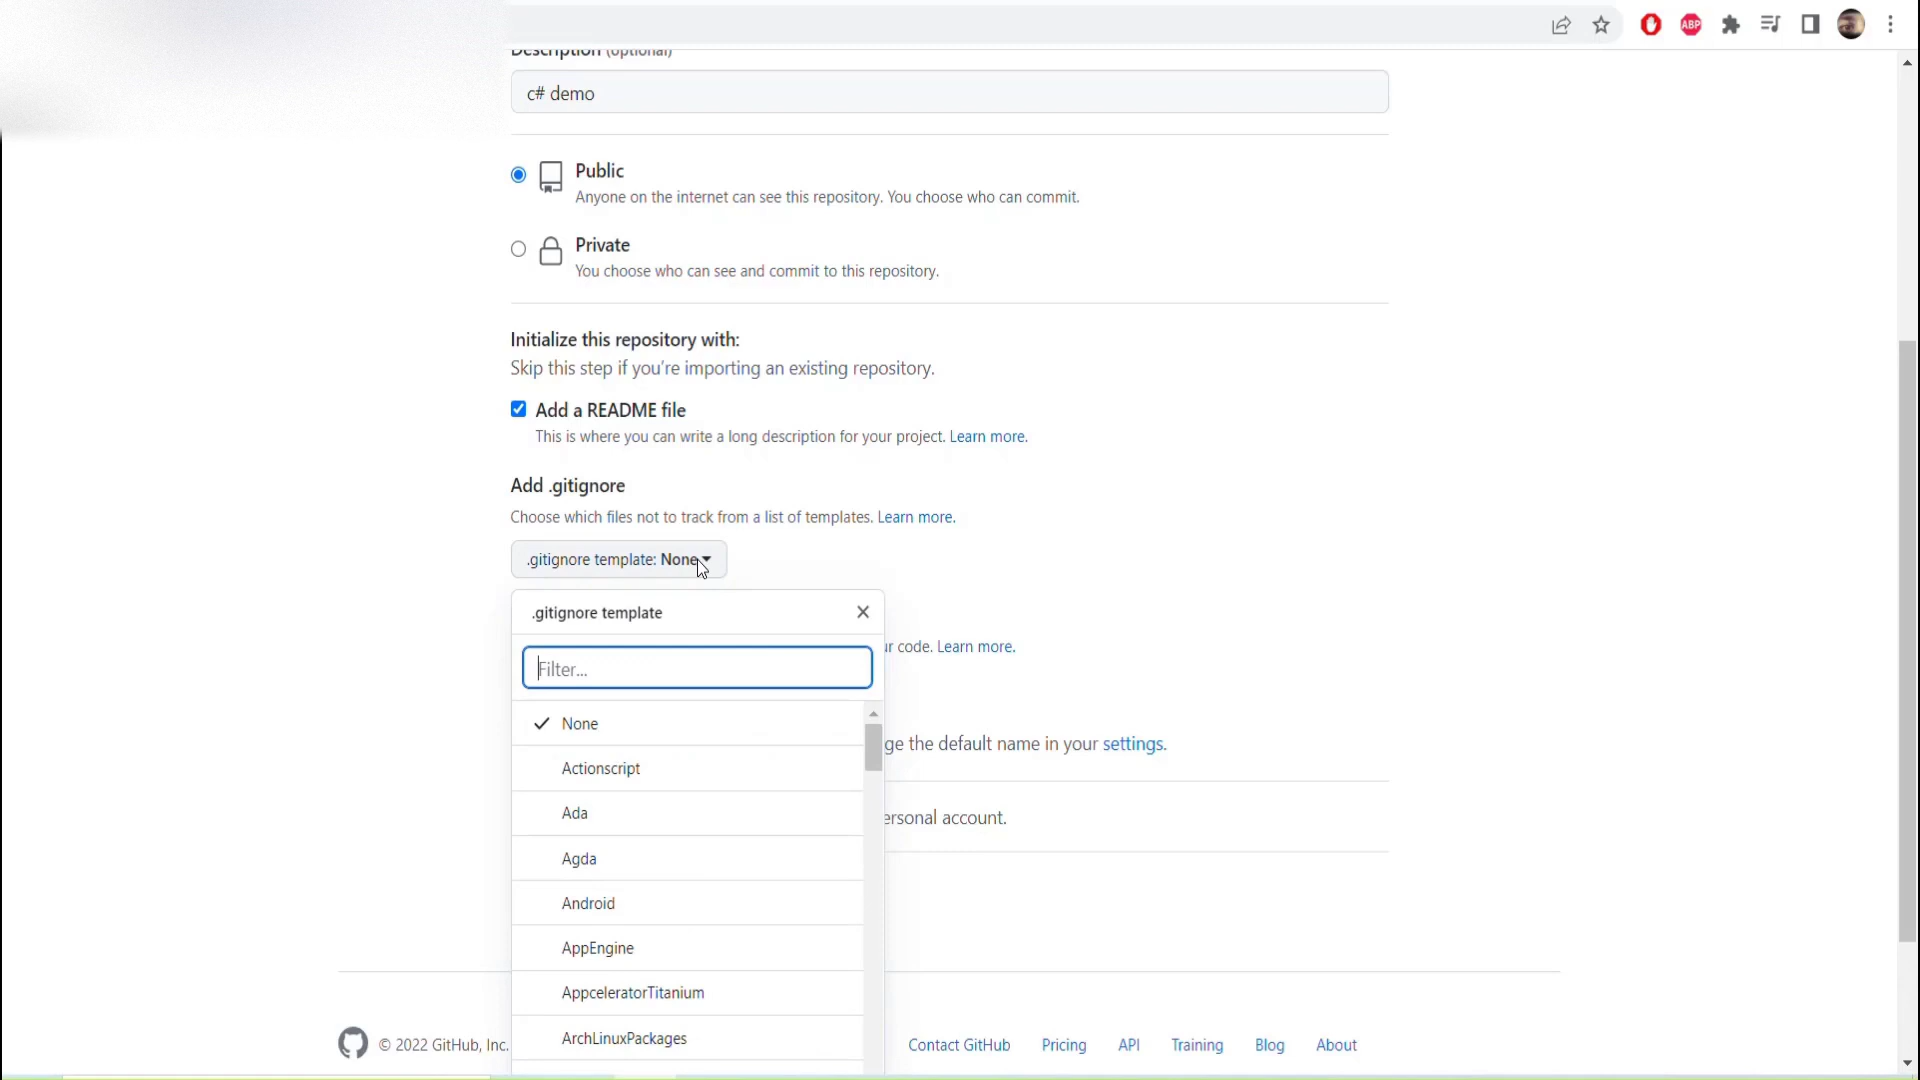 Description (optional)
c# demo
Public
Anyone on the internet can see this repository. You choose who can commit.
Private
You choose who can see and commit to this repository.
Initialize this repository with:
Skip this step if you're importing an existing repository.
Add a README file
This is where you can write a long description for your project. Learn more.
Add .gitignore
Choose which files not to track from a list of templates. Learn more.
.gitignore template: None
.gitignore template
ur code. Learn more.
Filter...
None
ge the default name in your settings.
Actionscript
Ada
ersonal account.
Agda
Android
AppEngine
AppceleratorTitanium
ArchLinuxPackages
© 2022 GitHub, Inc. Contact GitHub Pricing API Training Blog About
ABP